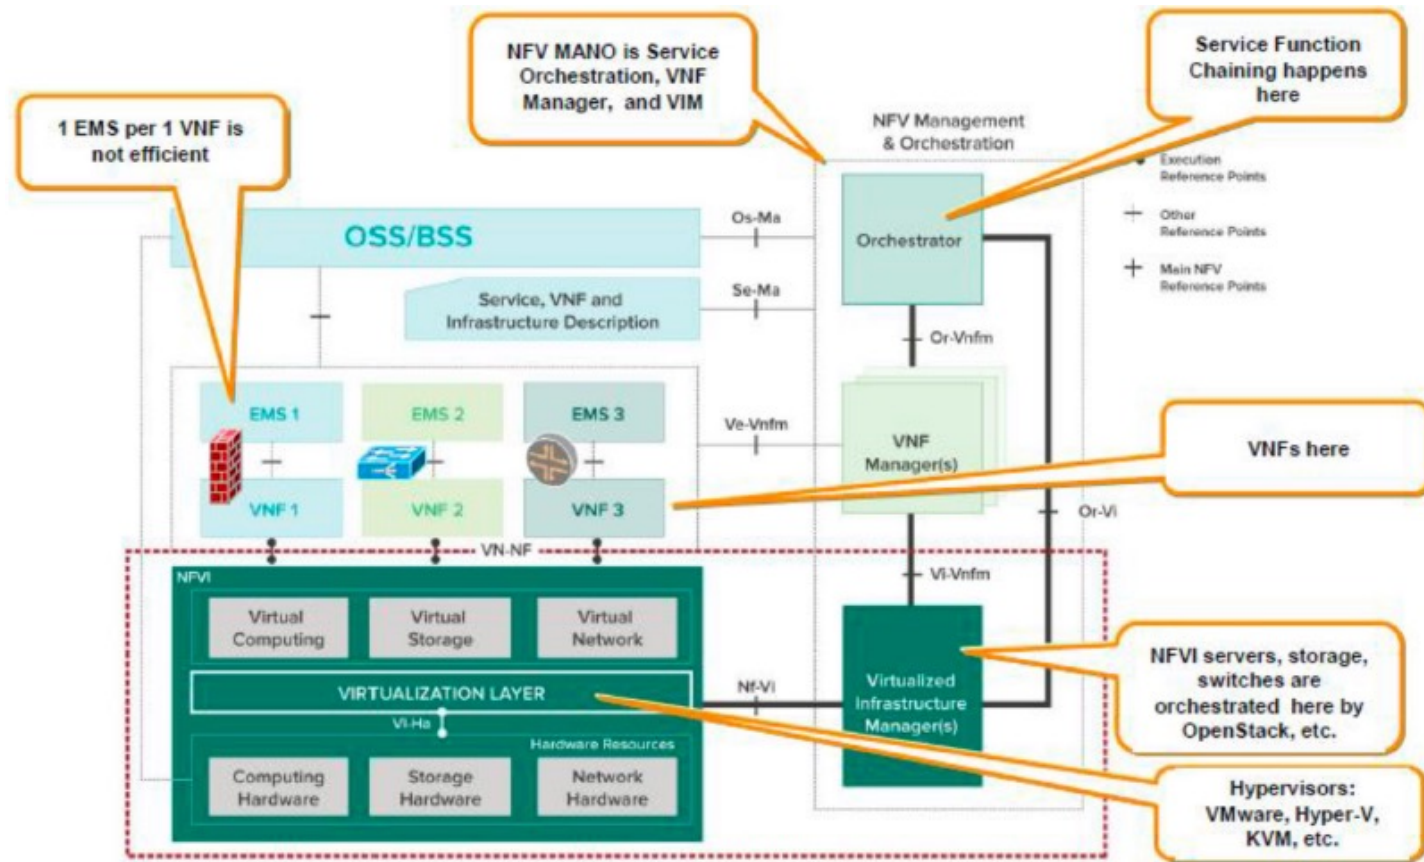 NFV MANO is Service
Orchestration, VNF
Manager, and VIM
Service Function
Chaining happens
here
1 EMS per 1 VNF is
not efficient
NFV Management
& Orchestration
Execution
Reference Points
Other
Reference Points
Main NFV
Reference Points
OSS/BSS
Os-Ma
Orchestrator
Service, VNF and
Infrastructure Description
Se-Ma
Or-Vnfm
EMS 1
EMS 2
EMS 3
Ve-Vnfm
VNF
Manager(s)
VNFs here
VNF 1
VNF 2
VNF 3
Or-Vi
VN-NF
Vi-Vnfm
NFVI
Virtual
Computing
Virtual
Storage
Virtual
Network
VIRTUALIZATION LAYER
Nf-Vi
Virtualized
Infrastructure
Manager(s)
NFVI servers, storage,
switches are
orchestrated here by
OpenStack, etc.
VI-Ha
Hardware Resources
Computing
Hardware
Storage
Hardware
Network
Hardware
Hypervisors:
VMware, Hyper-V,
KVM, etc.